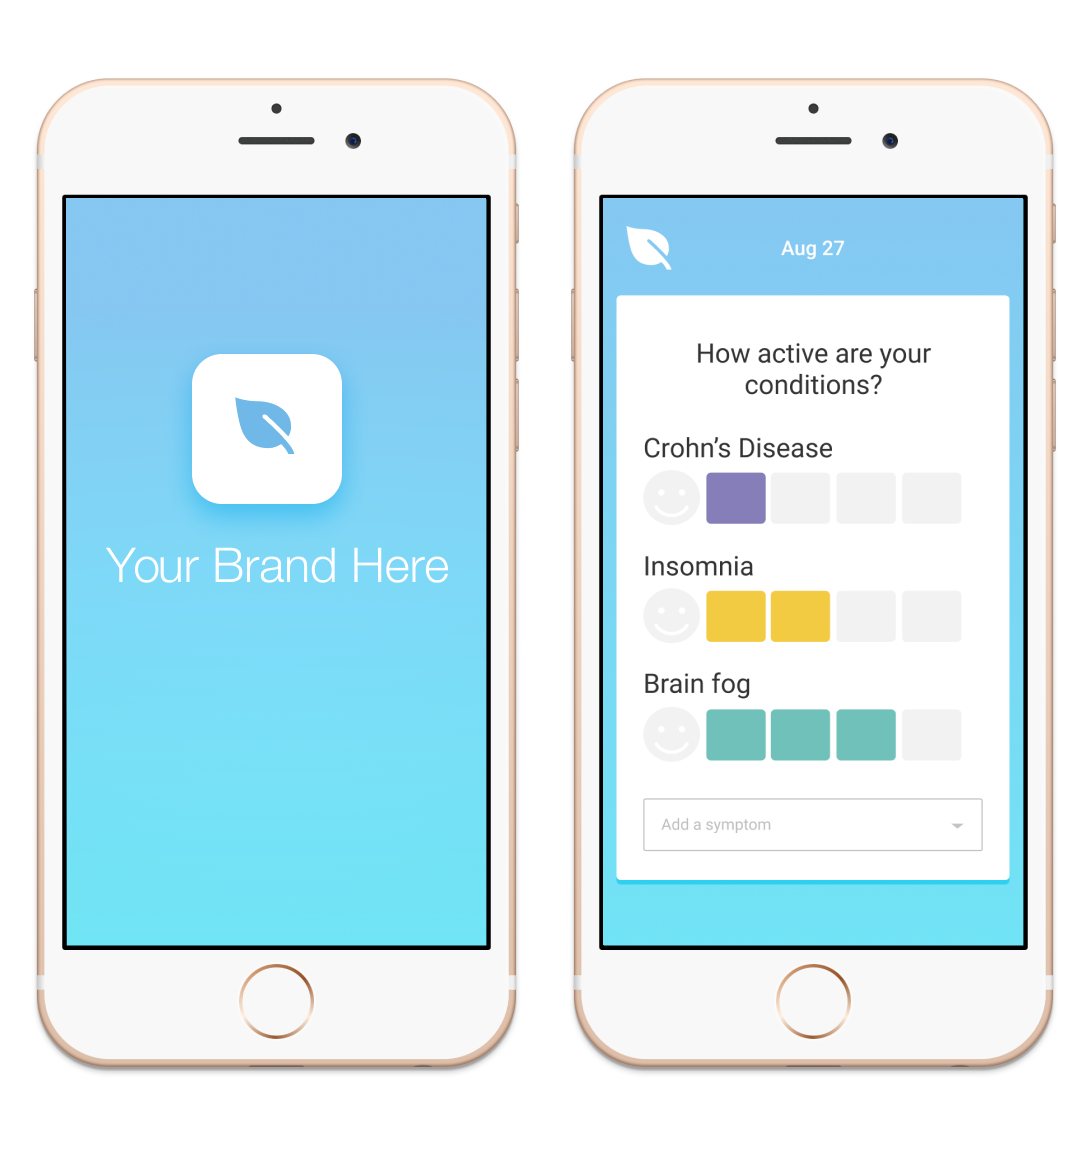 Your Brand Here
Aug 27
How active are your
conditions?
Crohn’s Disease
Insomnia
Brain fog
Add a symptom